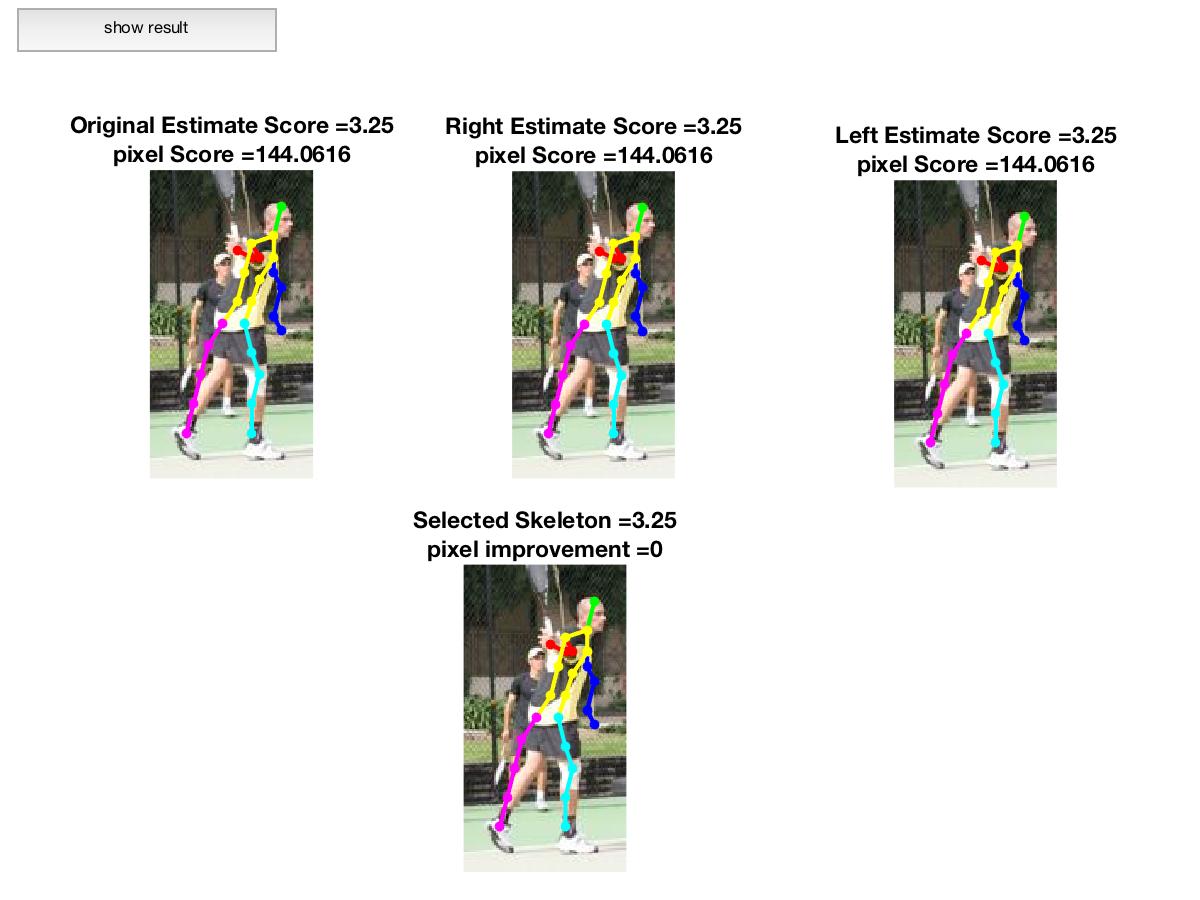 show result
Original Estimate Score =3.25
pixel Score =144.0616
Right Estimate Score =3.25
pixel Score =144.0616
Left Estimate Score =3.25
pixel Score =144.0616
Selected Skeleton =3.25
pixel improvement =0